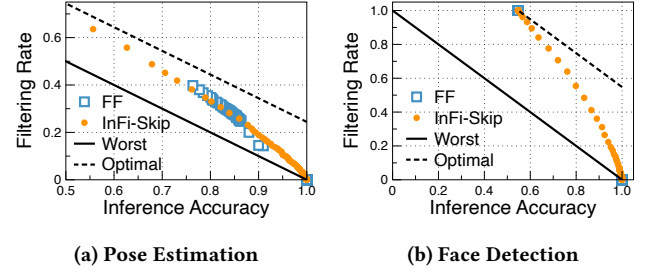 Filtering Rate
0.6
0.4
0.2
0
0.5 0.6 0.7 0.8 0.9 1.0
Inference Accuracy
FF
InFi-Skip
Worst
Optimal
(a) Pose Estimation
Filtering Rate
1.0
0.8
0.6
0.4
0.2
0
0 0.2 0.4 0.6 0.8 1.0
Inference Accuracy
FF
InFi-Skip
Worst
Optimal
(b) Face Detection